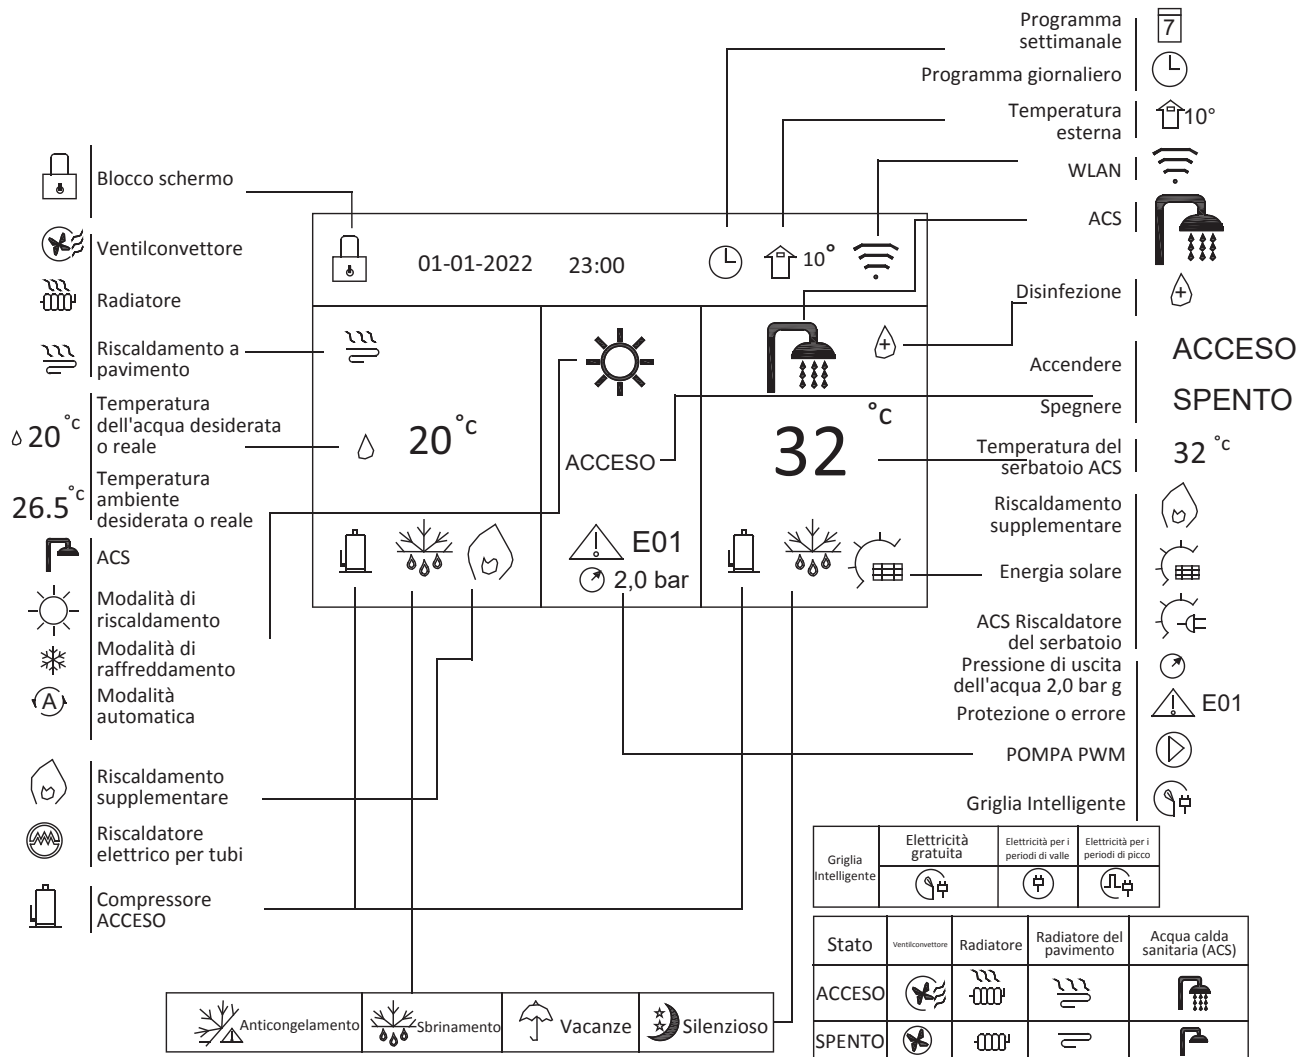 Blocco schermo
Ventilconvettore
Radiatore
Riscaldamento a
pavimento
20 °c
Temperatura
dell'acqua desiderata
o reale
26.5 °c
Temperatura
ambiente
desiderata o reale
ACS
Modalità di
riscaldamento
Modalità di
raffreddamento
A
Modalità
automatica
Riscaldamento
supplementare
Riscaldatore
elettrico per tubi
Compressore
ACCESO
01-01-2022 23:00 10°
20 °c
ACCESO
E01
2,0 bar
32 °c
Programma
settimanale
7
Programma giornaliero
Temperatura
esterna
10°
WLAN
ACS
Disinfezione
Accendere
ACCESO
Spegnere
SPENTO
Temperatura del
serbatoio ACS
32 °c
Riscaldamento
supplementare
Energia solare
ACS Riscaldatore
del serbatoio
Pressione di uscita
dell'acqua 2,0 bar g
Protezione o errore
E01
POMPA PWM
Griglia Intelligente
Griglia
Intelligente
Elettricità
gratuita
Elettricità per i
periodi di valle
Elettricità per i
periodi di picco
Stato
Ventilconvettore
Radiatore
Radiatore del
pavimento
Acqua calda
sanitaria (ACS)
ACCESO
SPENTO
Anticongelamento
Sbrinamento
Vacanze
Silenzioso